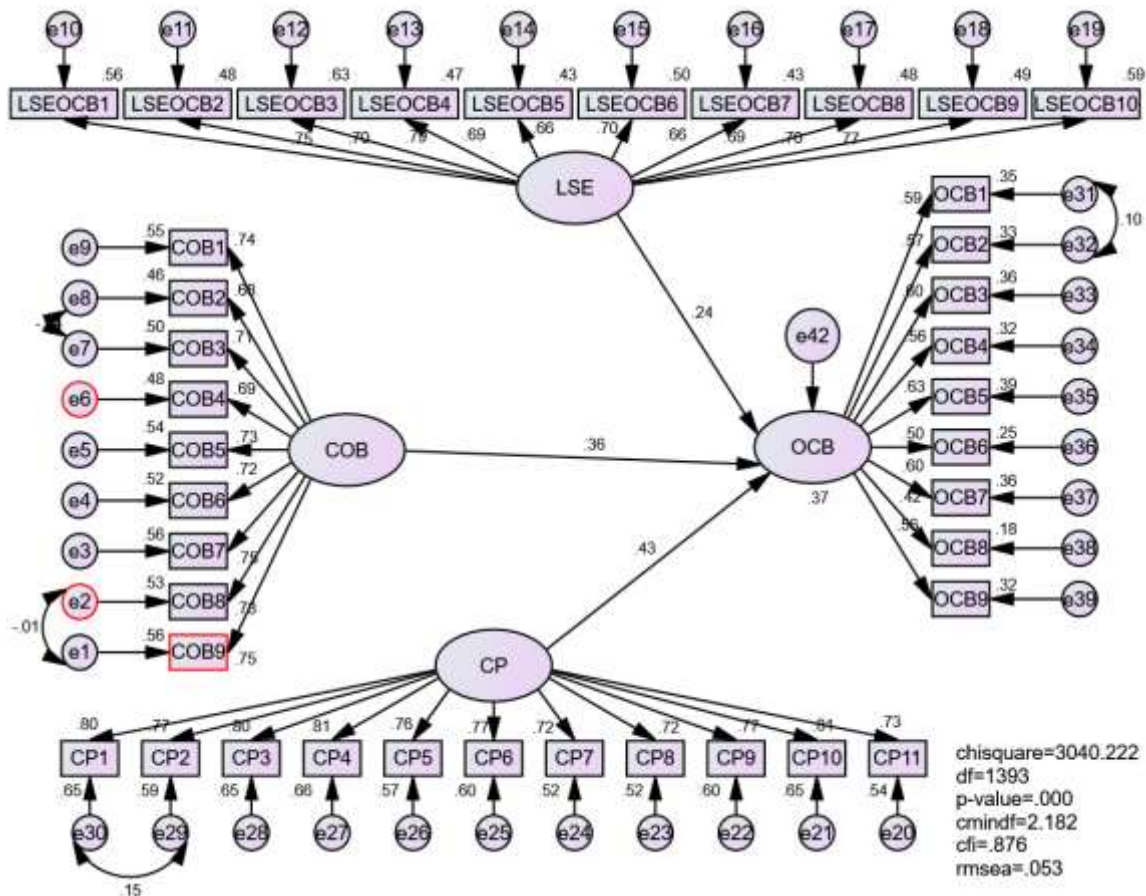 e10 e11 e12 e13 e14 e15 e16 e17 e18 e19
.56 .48 .63 .47 .43 .50 .43 .48 .49 .59
LSEOCB1 LSEOCB2 LSEOCB3 LSEOCB4 LSEOCB5 LSEOCB6 LSEOCB7 LSEOCB8 LSEOCB9 LSEOCB10
.75 .70 .79 .69 .66 .70 .66 .69 .70 .77
LSE
e9 .55 COB1 .74
e8 .46 COB2 .68
e7 .50 COB3 .71
e6 .48 COB4 .69
e5 .54 COB5 .73
e4 .52 COB6 .72
e3 .56 COB7 .75
e2 .53 COB8 .73
e1 .56 COB9 .75
-.01
COB
.24
.36
.43
e42
OCB
.37
.59 OCB1 .35 e31
.10
.57 OCB2 .33 e32
.60 OCB3 .36 e33
.56 OCB4 .32 e34
.63 OCB5 .39 e35
.50 OCB6 .25 e36
.60 OCB7 .36 e37
.42 OCB8 .18 e38
.56 OCB9 .32 e39
CP
.80 .77 .80 .81 .76 .77 .72 .72 .77 .81 .73
CP1 CP2 CP3 CP4 CP5 CP6 CP7 CP8 CP9 CP10 CP11
.65 .59 .65 .66 .57 .60 .52 .52 .60 .65 .54
e30 e29 e28 e27 e26 e25 e24 e23 e22 e21 e20
.15
chisquare=3040.222
df=1393
p-value=.000
cmindf=2.182
cfi=.876
rmsea=.053